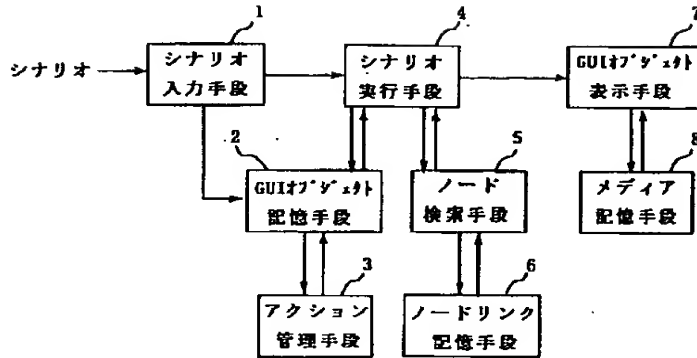 シナリオ
1
シナリオ
入力手段
4
シナリオ
実行手段
7
GUIオブジェクト
表示手段
2
GUIオブジェクト
記憶手段
5
ノード
検索手段
8
メディア
記憶手段
3
アクション
管理手段
6
ノードリンク
記憶手段